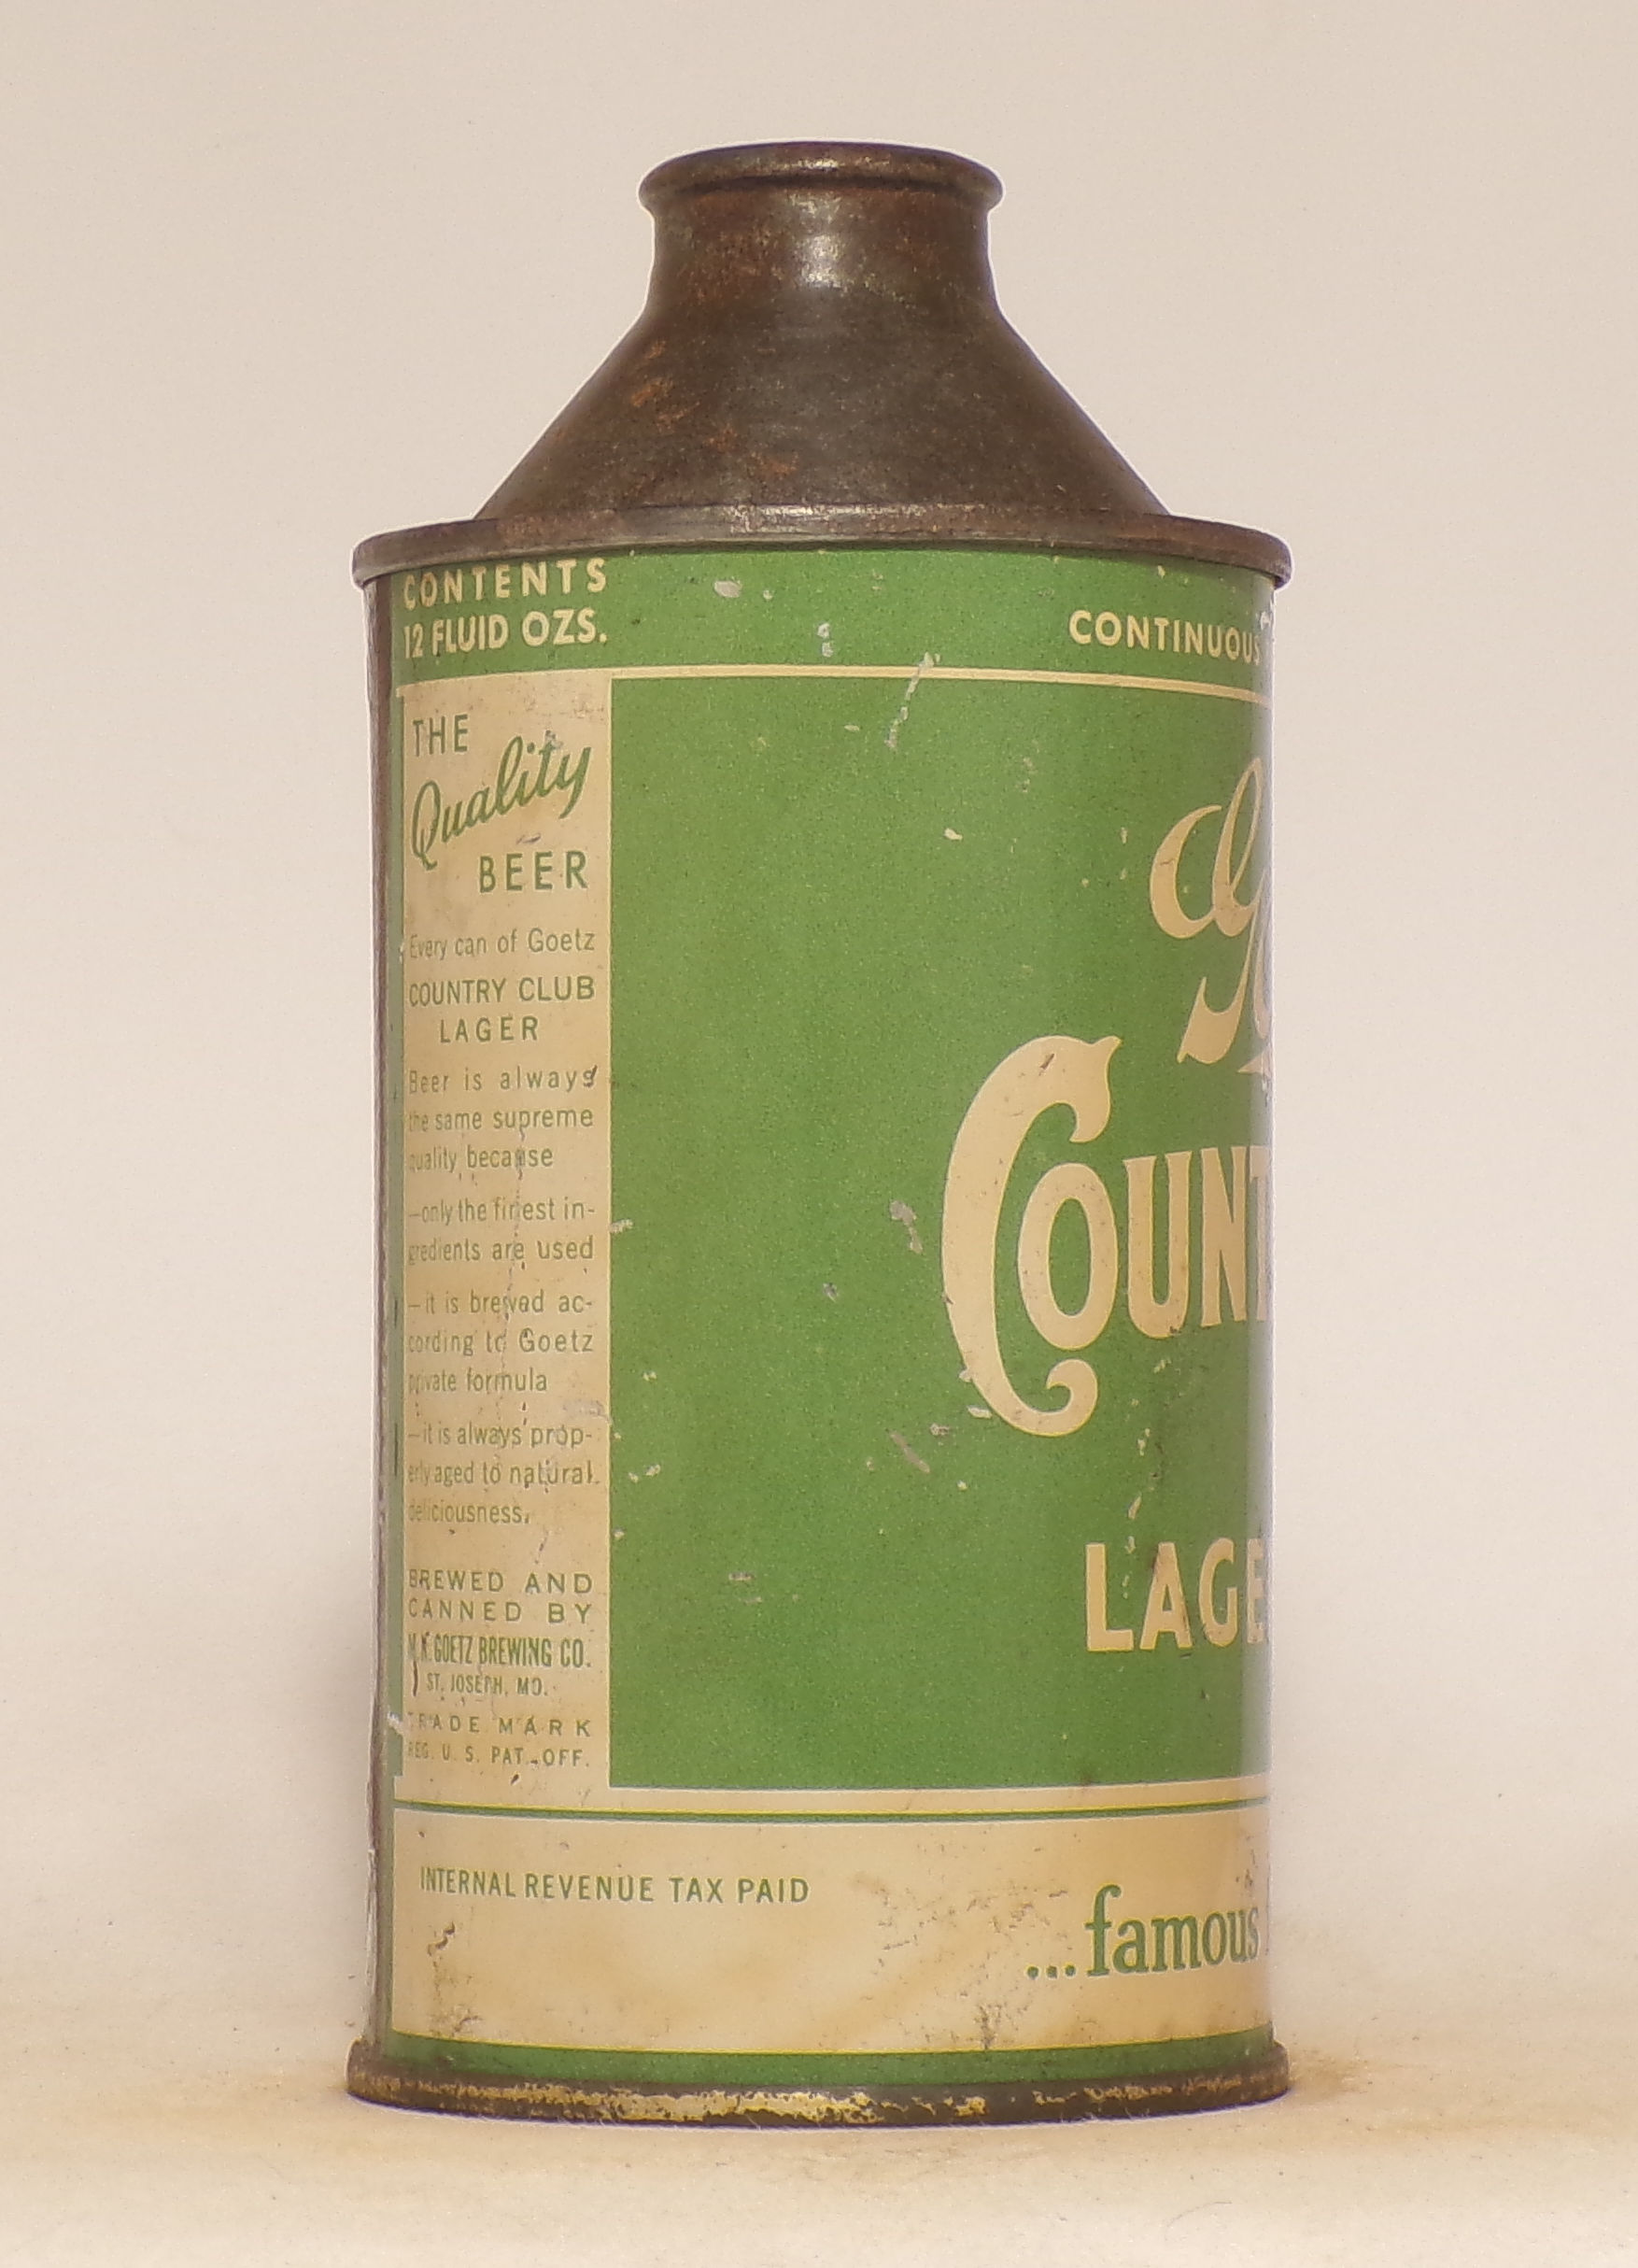 CONTENTS
12 FLUID OZS.
CONTINUOUS
THE
Quality
BEER
Every can of Goetz
COUNTRY CLUB
LAGER
Beer is always
the same supreme
quality because
—only the finest in-
gredients are used
—it is brewed ac-
cording to Goetz
private formula
—it is always prop-
erly aged to natural
deliciousness.
BREWED AND
CANNED BY
M.K. GOETZ BREWING CO.
ST. JOSEPH, MO.
TRADE MARK
REG. U. S. PAT. OFF.
G
COUNT
LAGE
INTERNAL REVENUE TAX PAID
...famous